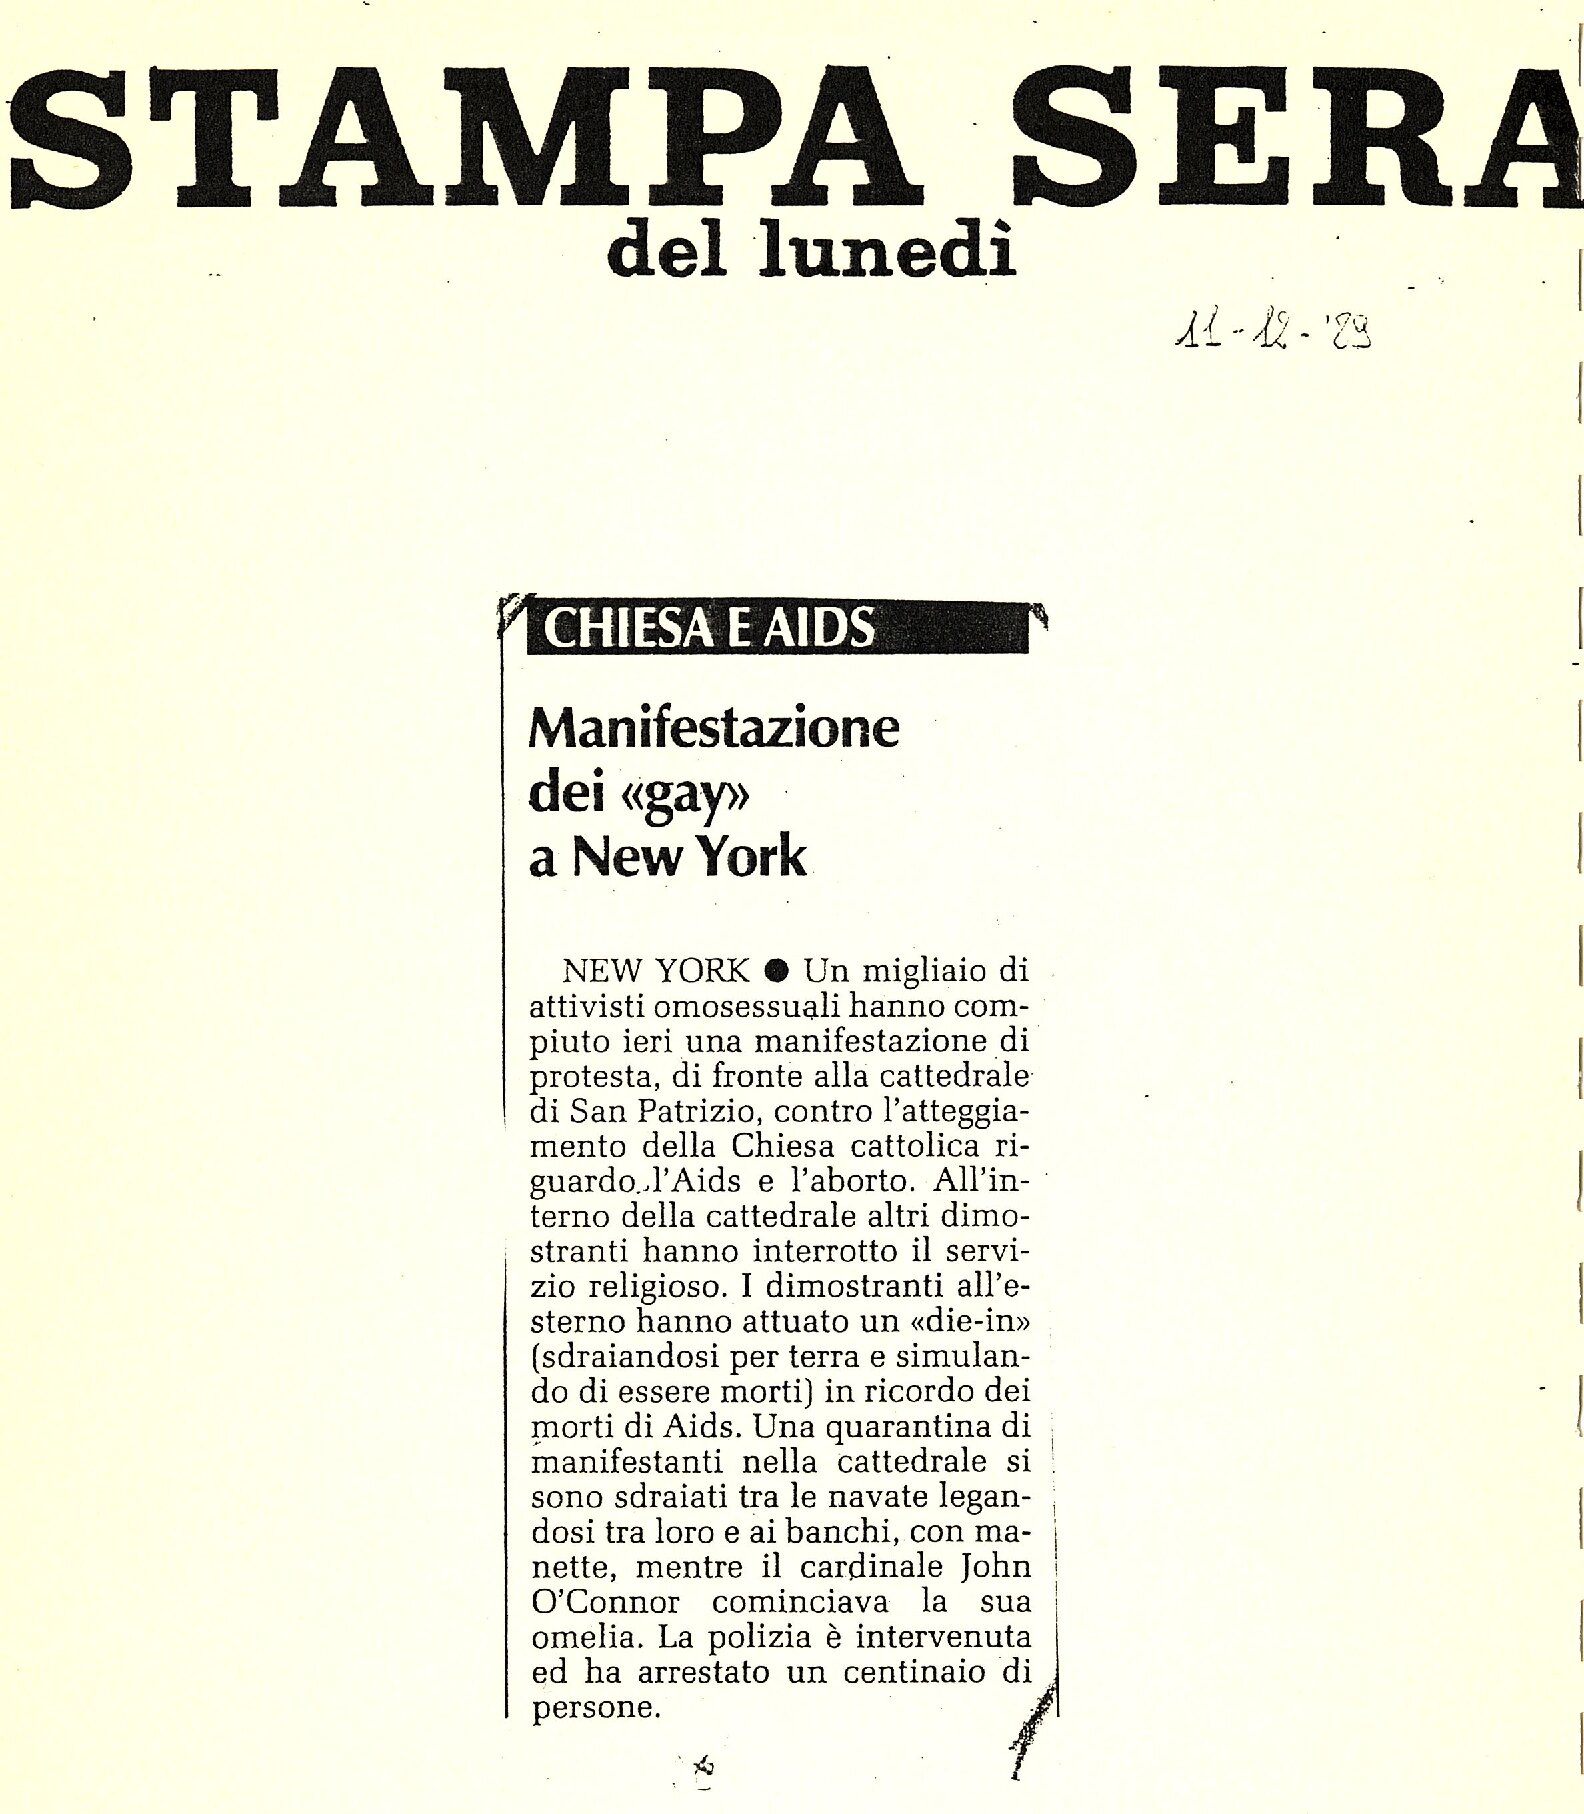 STAMPA SERA
del lunedì
11-12-'89
CHIESA E AIDS
Manifestazione
dei «gay»
a New York
NEW YORK ● Un migliaio di
attivisti omosessuali hanno com-
piuto ieri una manifestazione di
protesta, di fronte alla cattedrale
di San Patrizio, contro l'atteggia-
mento della Chiesa cattolica ri-
guardo l'Aids e l'aborto. All'in-
terno della cattedrale altri dimo-
stranti hanno interrotto il servi-
zio religioso. I dimostranti all'e-
sterno hanno attuato un «die-in»
(sdraiandosi per terra e simulan-
do di essere morti) in ricordo dei
morti di Aids. Una quarantina di
manifestanti nella cattedrale si
sono sdraiati tra le navate legan-
dosi tra loro e ai banchi, con ma-
nette, mentre il cardinale John
O'Connor cominciava la sua
omelia. La polizia è intervenuta
ed ha arrestato un centinaio di
persone.